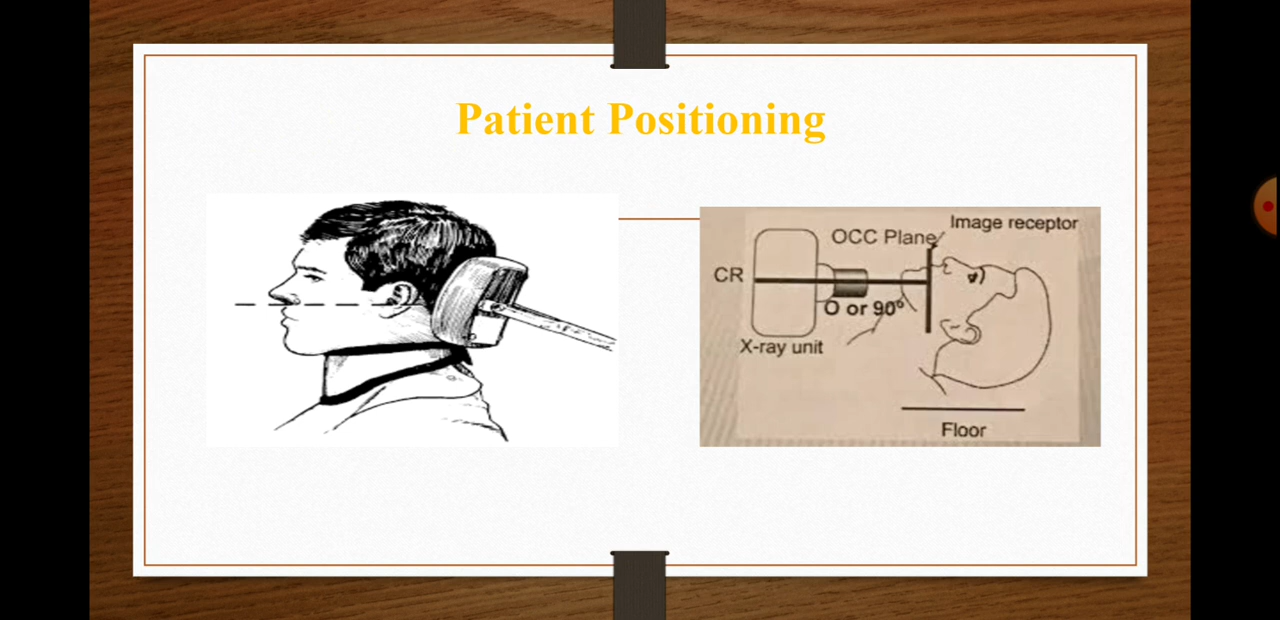 Patient Positioning
Image receptor
OCC Plane
CR
O or 90°
X-ray unit
Floor